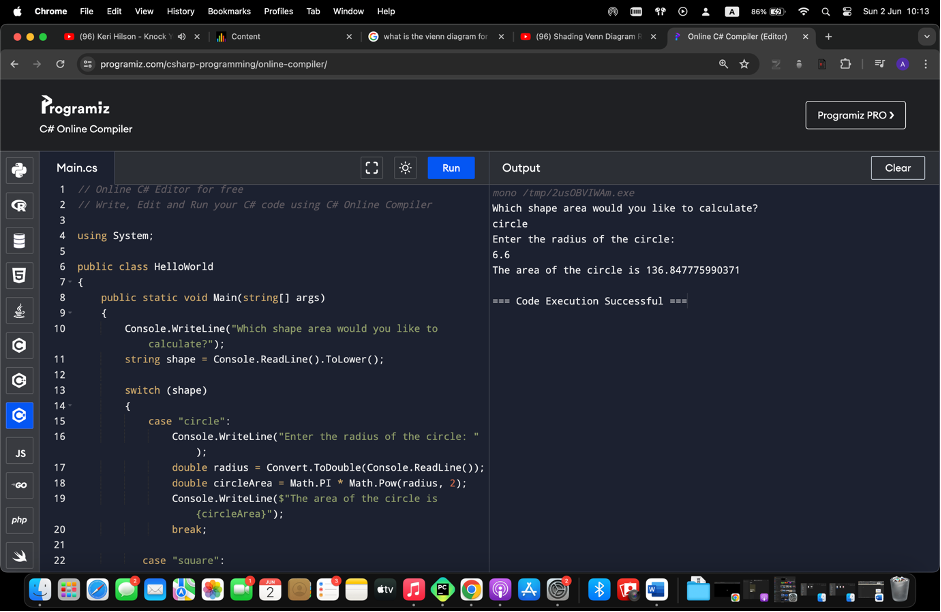 Chrome File Edit View History Bookmarks Profiles Tab Window Help A 86% Sun 2 Jun 10:13
(96) Keri Hilson - Knock Content what is the vienn diagram for (96) Shading Venn Diagram Online C# Compiler (Editor)
programiz.com/csharp-programming/online-compiler/ A
Programiz
C# Online Compiler
Programiz PRO
Main.cs Run Output Clear
1 // Online C# Editor for free
2 // Write, Edit and Run your C# code using C# Online Compiler
3
4 using System;
5
6 public class HelloWorld
7 {
8 public static void Main(string[] args)
9 {
10 Console.WriteLine("Which shape area would you like to
calculate?");
11 string shape = Console.ReadLine().ToLower();
12
13 switch (shape)
14 {
15 case "circle":
16 Console.WriteLine("Enter the radius of the circle: "
);
17 double radius = Convert.ToDouble(Console.ReadLine());
18 double circleArea = Math.PI * Math.Pow(radius, 2);
19 Console.WriteLine($"The area of the circle is
{circleArea}");
20 break;
21
22 case "square":
mono /tmp/2usOBVIWAm.exe
Which shape area would you like to calculate?
circle
Enter the radius of the circle:
6.6
The area of the circle is 136.847775990371
=== Code Execution Successful ===
JS
GO
php
3 1 JUN 2 3 tv PC 2 W